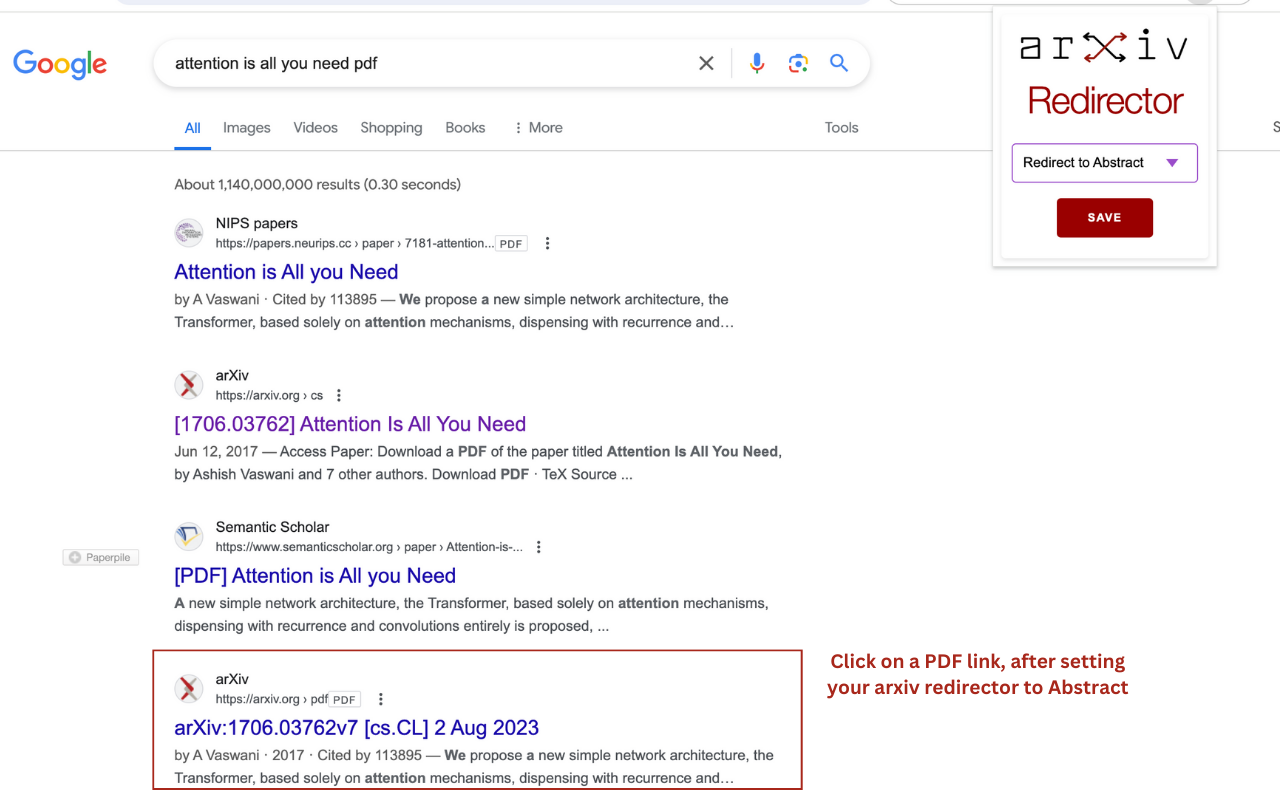 Google
attention is all you need pdf
All Images Videos Shopping Books More Tools
S
About 1,140,000,000 results (0.30 seconds)
NIPS papers
https://papers.neurips.cc › paper › 7181-attention... PDF
Attention is All you Need
by A Vaswani · Cited by 113895 — We propose a new simple network architecture, the
Transformer, based solely on attention mechanisms, dispensing with recurrence and…
arXiv
https://arxiv.org › cs
[1706.03762] Attention Is All You Need
Jun 12, 2017 — Access Paper: Download a PDF of the paper titled Attention Is All You Need,
by Ashish Vaswani and 7 other authors. Download PDF · TeX Source ...
Semantic Scholar
https://www.semanticscholar.org › paper › Attention-is-...
Paperpile
[PDF] Attention is All you Need
A new simple network architecture, the Transformer, based solely on attention mechanisms,
dispensing with recurrence and convolutions entirely is proposed, ...
arXiv
https://arxiv.org › pdf PDF
arXiv:1706.03762v7 [cs.CL] 2 Aug 2023
by A Vaswani · 2017 · Cited by 113895 — We propose a new simple network architecture, the
Transformer, based solely on attention mechanisms, dispensing with recurrence and…
arXiv
Redirector
Redirect to Abstract
SAVE
Click on a PDF link, after setting
your arxiv redirector to Abstract